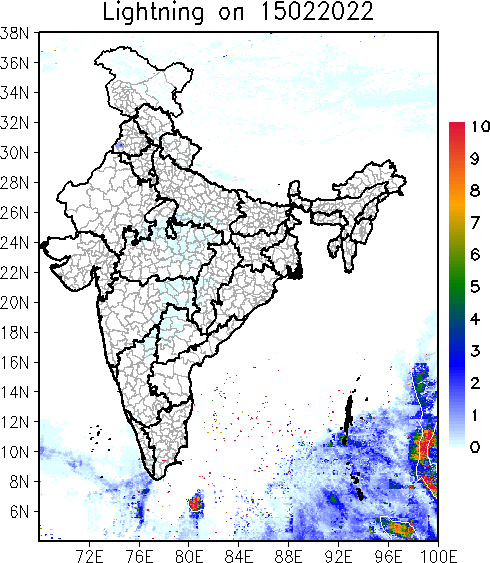 Lightning on 15022022
38N
36N
34N
32N
30N
28N
26N
24N
22N
20N
18N
16N
14N
12N
10N
8N
6N
72E 76E 80E 84E 88E 92E 96E 100E
10
9
8
7
6
5
4
3
2
1
0